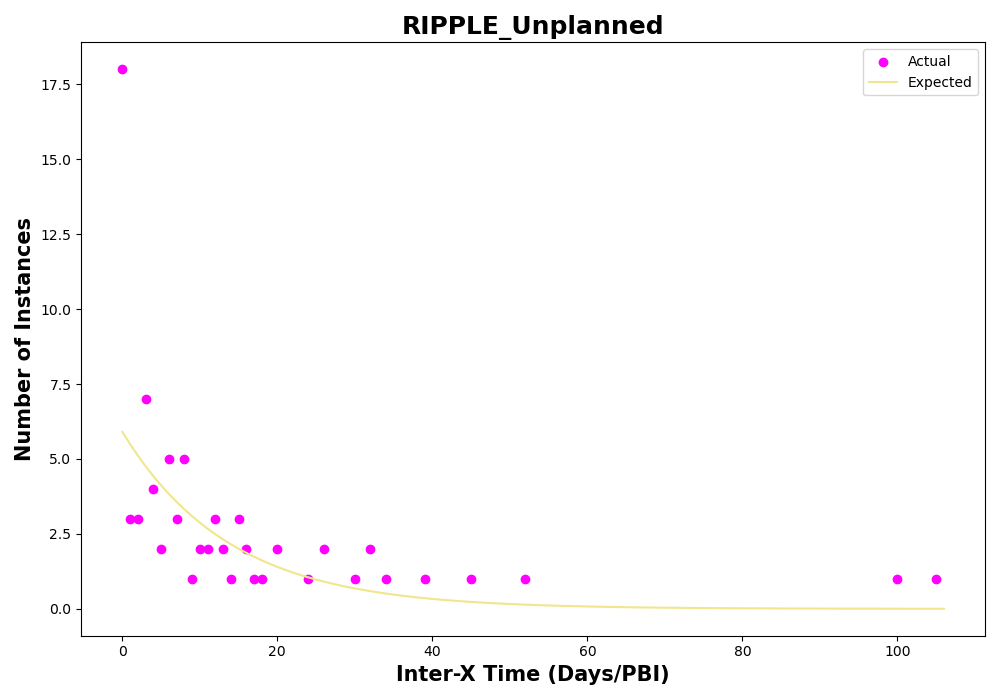 RIPPLE_Unplanned
Actual
Expected
Number of Instances
17.5
15.0
12.5
10.0
7.5
5.0
2.5
0.0
0 20 40 60 80 100
Inter-X Time (Days/PBI)